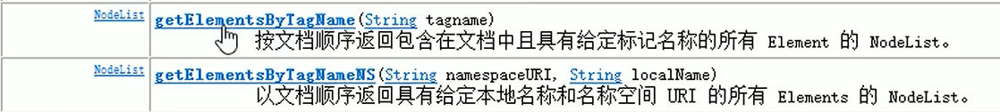 NodeList getElementsByTagName(String tagname)
按文档顺序返回包含在文档中且具有给定标记名称的所有 Element 的 NodeList。
NodeList getElementsByTagNameNS(String namespaceURI, String localName)
以文档顺序返回具有给定本地名称和名称空间 URI 的所有 Elements 的 NodeList。